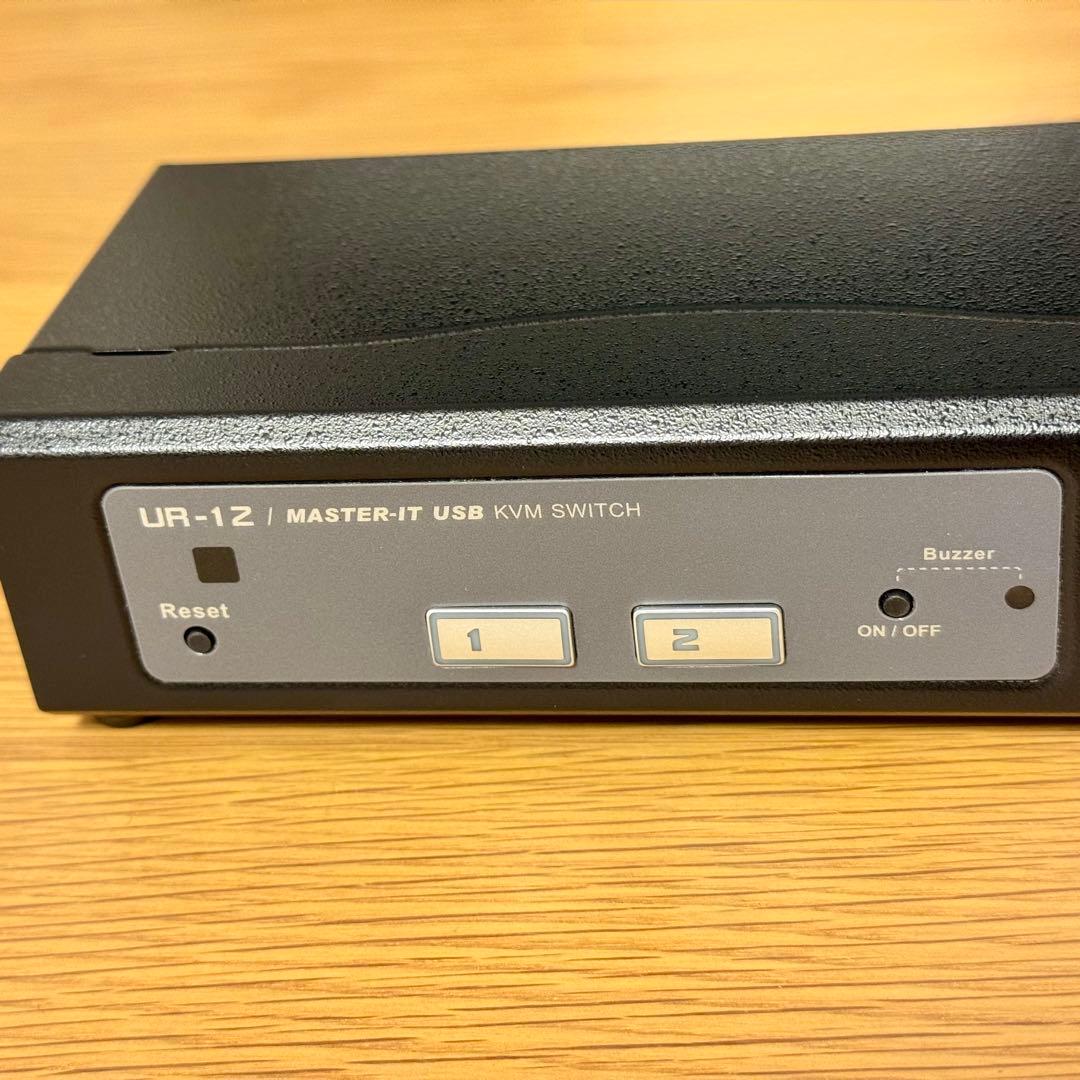 UR-12 / MASTER-IT USB KVM SWITCH
Buzzer
Reset
1
2
ON / OFF